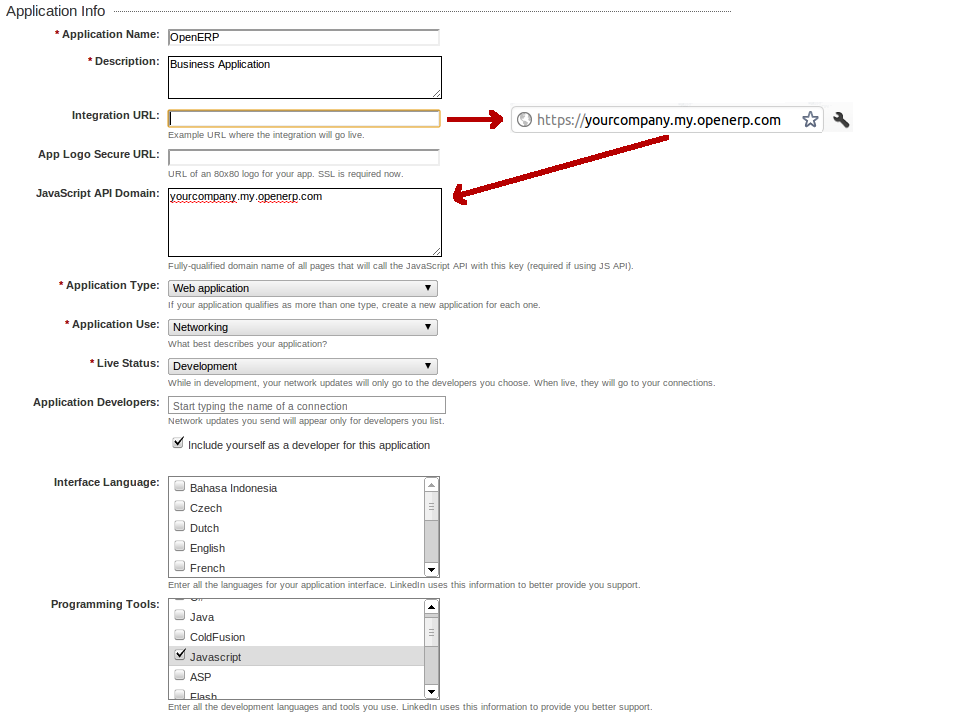 Application Info
* Application Name: OpenERP
* Description: Business Application
Integration URL:
https://yourcompany.my.openerp.com
Example URL where the integration will go live.
App Logo Secure URL:
URL of an 80x80 logo for your app. SSL is required now.
JavaScript API Domain: yourcompany.my.openerp.com
Fully-qualified domain name of all pages that will call the JavaScript API with this key (required if using JS API).
* Application Type: Web application
If your application qualifies as more than one type, create a new application for each one.
* Application Use: Networking
What best describes your application?
* Live Status: Development
While in development, your network updates will only go to the developers you choose. When live, they will go to your connections.
Application Developers: Start typing the name of a connection
Network updates you send will appear only for developers you list.
Include yourself as a developer for this application
Interface Language:
Bahasa Indonesia
Czech
Dutch
English
French
Enter all the languages for your application interface. LinkedIn uses this information to better provide you support.
Programming Tools:
Java
ColdFusion
Javascript
ASP
Flash
Enter all the development languages and tools you use. LinkedIn uses this information to provide you better support.